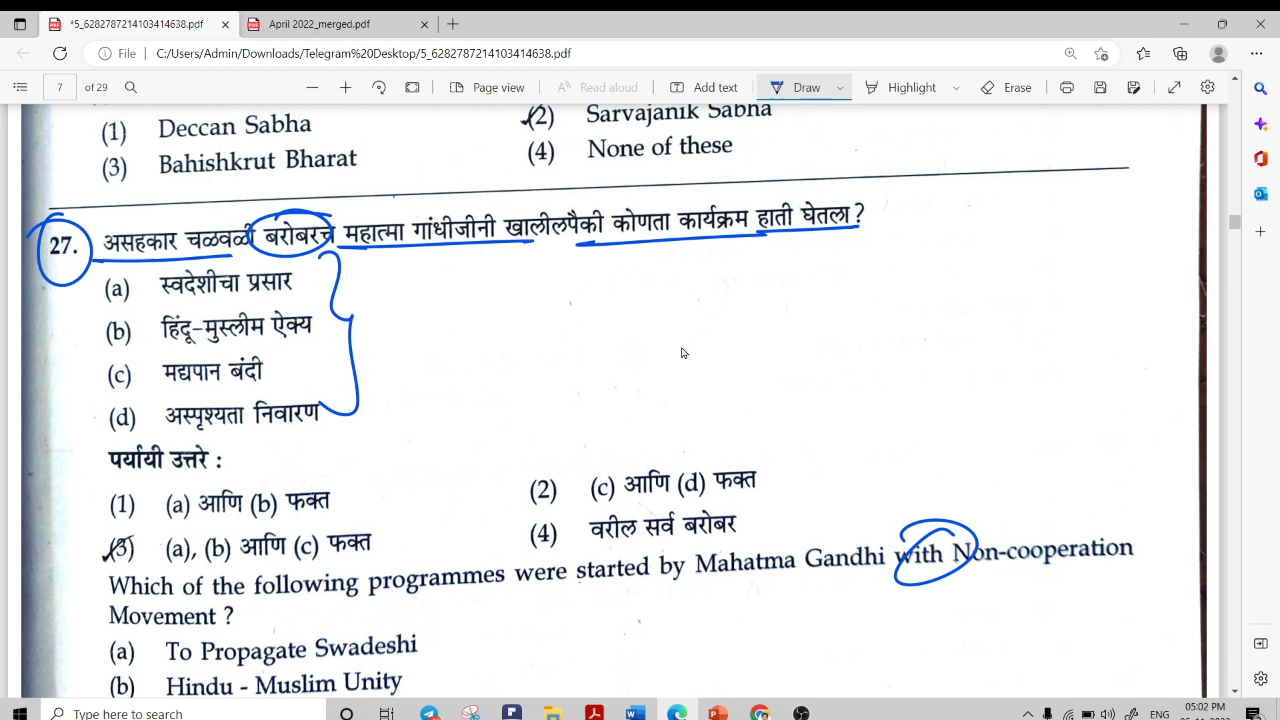 *5_6282787214103414638.pdf
April 2022_merged.pdf
File C:/Users/Admin/Downloads/Telegram%20Desktop/5_6282787214103414638.pdf
7 of 29 Page view Read aloud Add text Draw Highlight Erase Share
(1) Deccan Sabha (2) Sarvajanik Sabha
(3) Bahishkrut Bharat (4) None of these
27. असहकार चळवळी बरोबरच महात्मा गांधीजीनी खालीलपैकी कोणता कार्यक्रम हाती घेतला ?
(a) स्वदेशीचा प्रसार
(b) हिंदू-मुस्लीम ऐक्य
(c) मद्यपान बंदी
(d) अस्पृश्यता निवारण
पर्यायी उत्तरे :
(1) (a) आणि (b) फक्त (2) (c) आणि (d) फक्त
(3) (a), (b) आणि (c) फक्त (4) वरील सर्व बरोबर
Which of the following programmes were started by Mahatma Gandhi with Non-cooperation
Movement ?
(a) To Propagate Swadeshi
(b) Hindu - Muslim Unity
Type here to search
ENG 05:02 PM